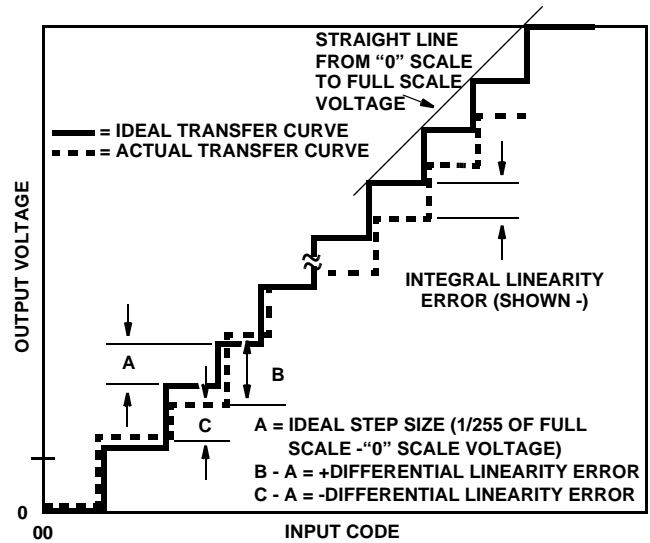 STRAIGHT LINE
FROM “0” SCALE
TO FULL SCALE
VOLTAGE
= IDEAL TRANSFER CURVE
= ACTUAL TRANSFER CURVE
OUTPUT VOLTAGE
INTEGRAL LINEARITY
ERROR (SHOWN -)
A
B
C
A = IDEAL STEP SIZE (1/255 OF FULL
SCALE -“0” SCALE VOLTAGE)
B - A = +DIFFERENTIAL LINEARITY ERROR
C - A = -DIFFERENTIAL LINEARITY ERROR
0
00
INPUT CODE